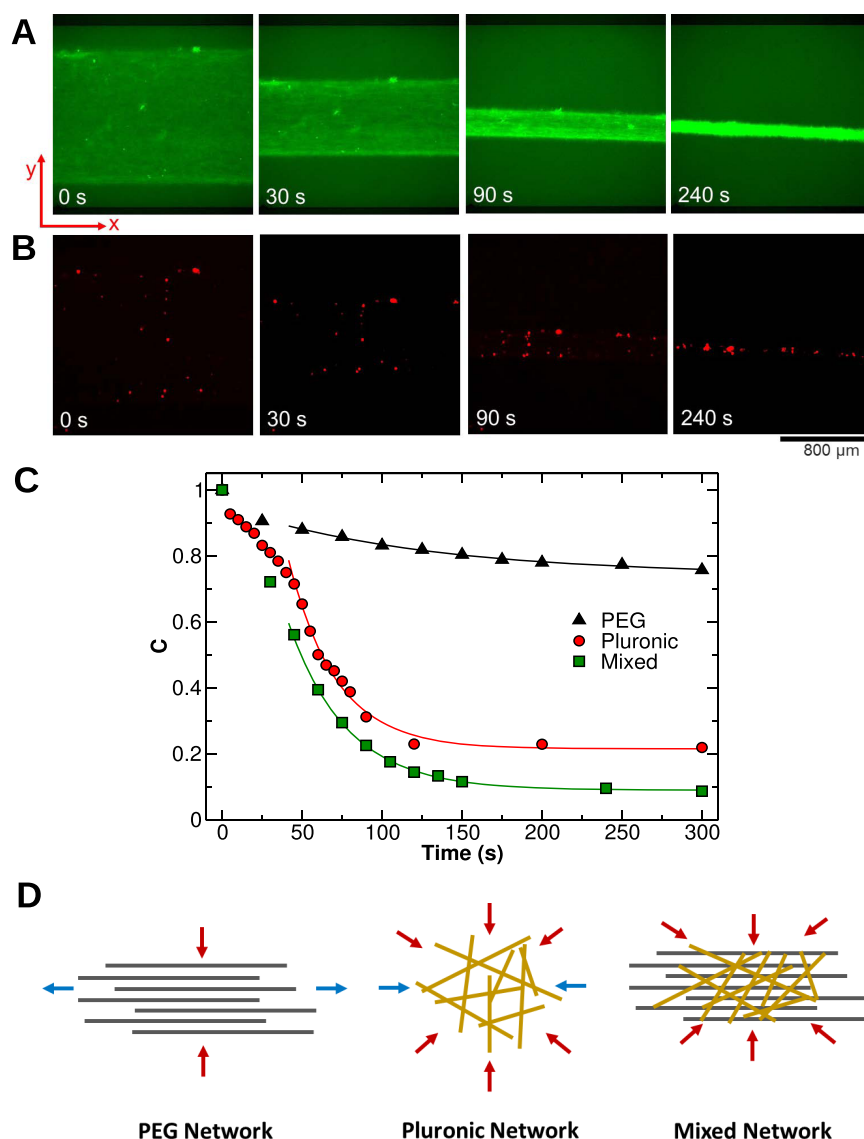 A
y
x
0 s
30 s
90 s
240 s
B
0 s
30 s
90 s
240 s
800 µm
C
1
0.8
0.6
0.4
0.2
0
C
PEG
Pluronic
Mixed
0 50 100 150 200 250 300
Time (s)
D
PEG Network
Pluronic Network
Mixed Network